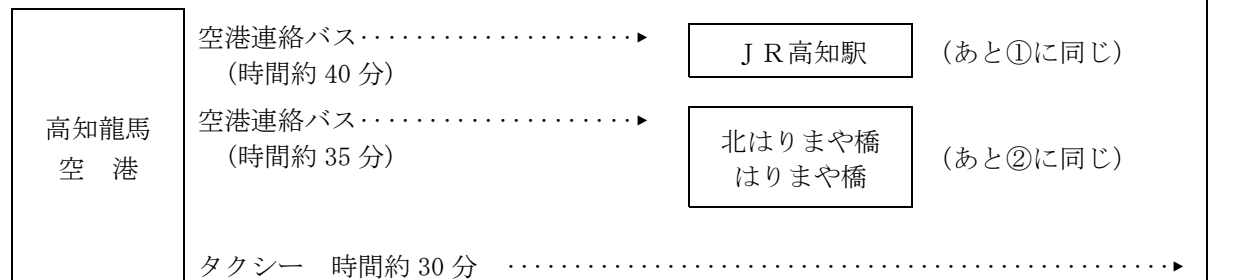 高知龍馬
空　港
空港連絡バス‥‥‥‥‥‥‥‥‥‥▶
（時間約 40 分）
ＪＲ高知駅
（あと①に同じ）
空港連絡バス‥‥‥‥‥‥‥‥‥‥▶
（時間約 35 分）
北はりまや橋
はりまや橋
（あと②に同じ）
タクシー　時間約 30 分　‥‥‥‥‥‥‥‥‥‥‥‥‥‥‥‥‥‥‥‥‥‥‥‥‥▶